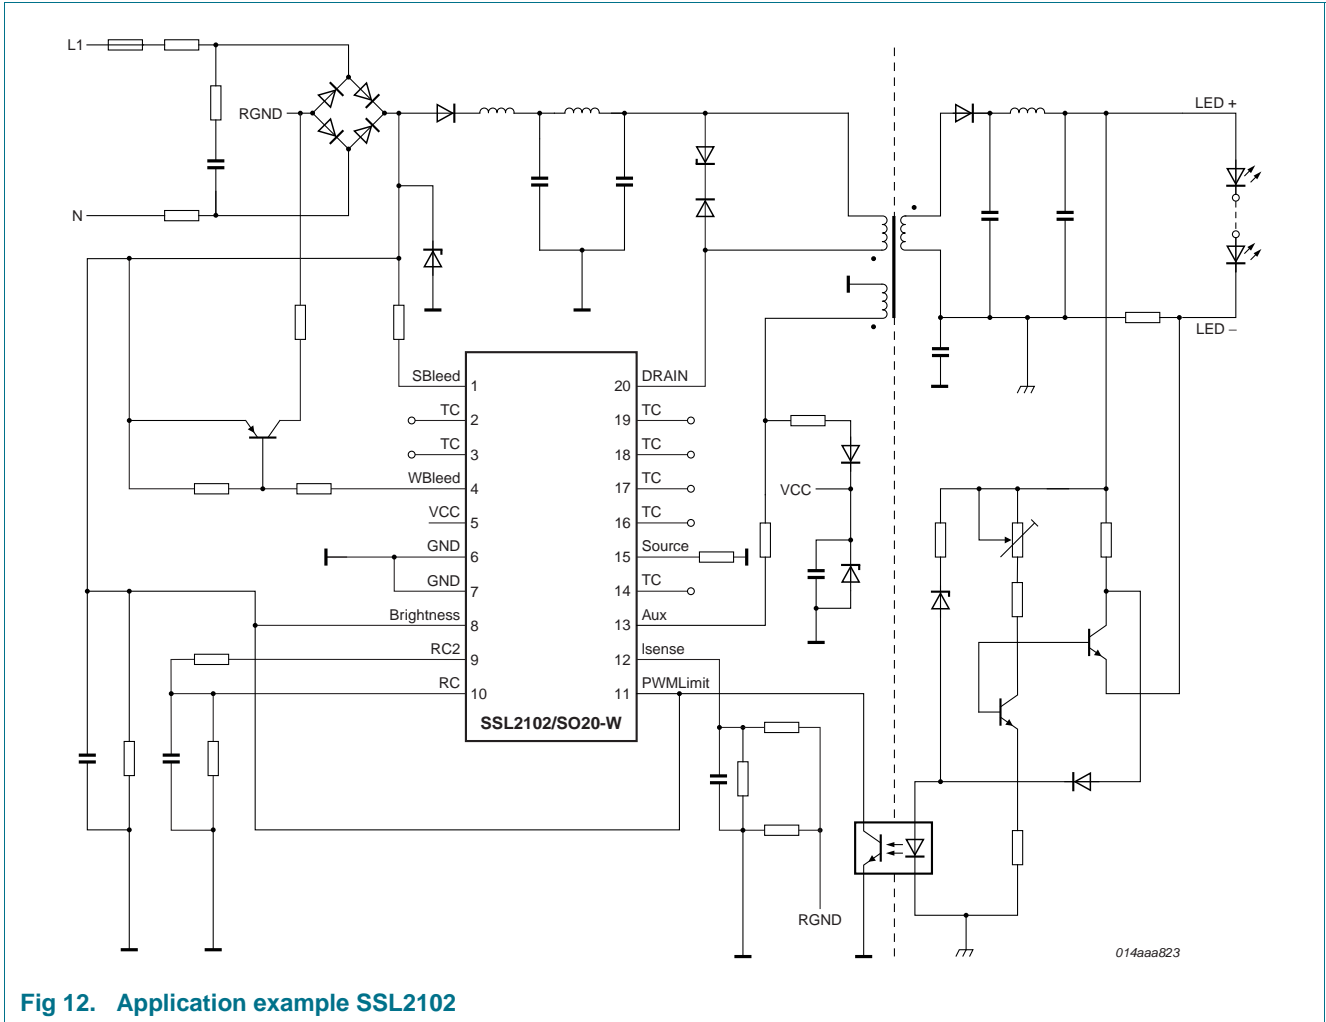 L1
LED +
RGND
N
LED –
SBleed
1
20
DRAIN
TC
2
19
TC
TC
3
18
TC
WBleed
4
17
TC
VCC
VCC
5
16
TC
GND
6
15
Source
GND
7
14
TC
Brightness
8
13
Aux
RC2
9
12
Isense
RC
10
11
PWMLimit
SSL2102/SO20-W
RGND
014aaa823
Fig 12. Application example SSL2102